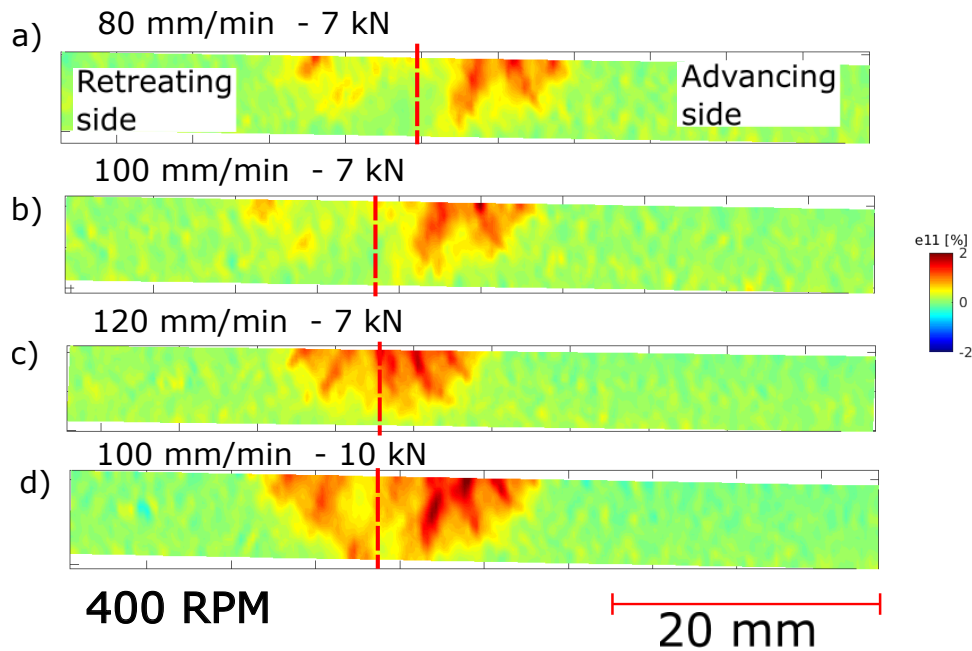 a)
80 mm/min - 7 kN
Retreating
side
Advancing
side
100 mm/min - 7 kN
b)
e11 [%]
2
0
-2
120 mm/min - 7 kN
c)
100 mm/min - 10 kN
d)
400 RPM
20 mm